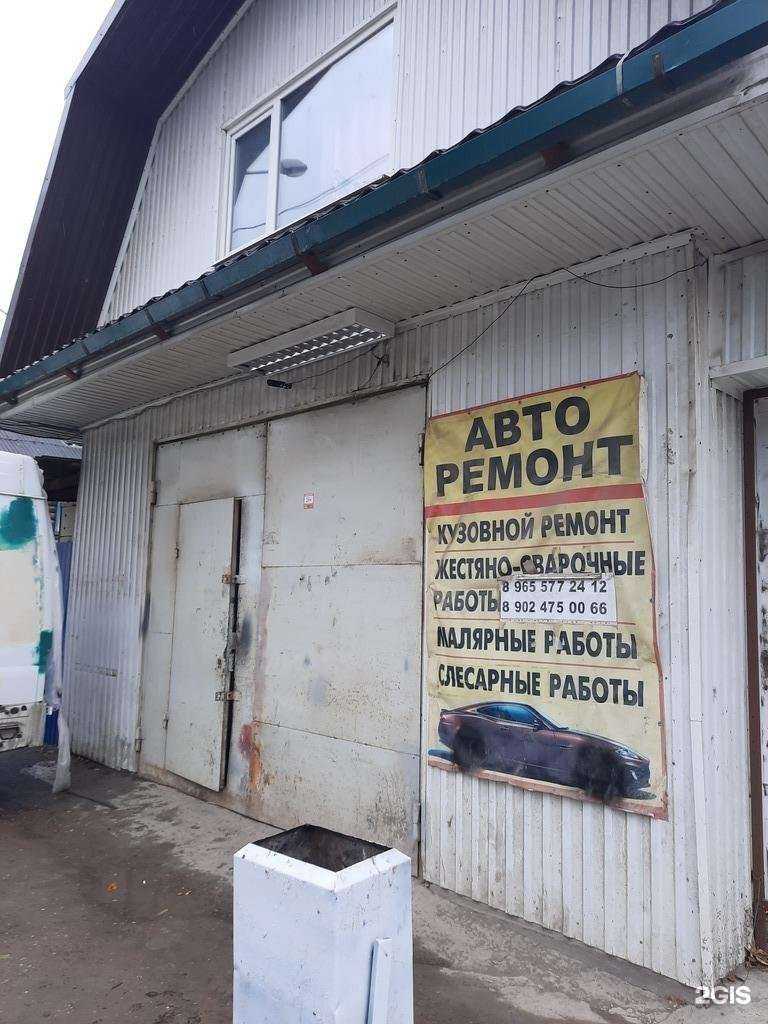 АВТО
РЕМОНТ
КУЗОВНОЙ РЕМОНТ
ЖЕСТЯНО-СВАРОЧНЫЕ
РАБОТЫ
8 965 577 24 12
8 902 475 00 66
МАЛЯРНЫЕ РАБОТЫ
СЛЕСАРНЫЕ РАБОТЫ
2GIS